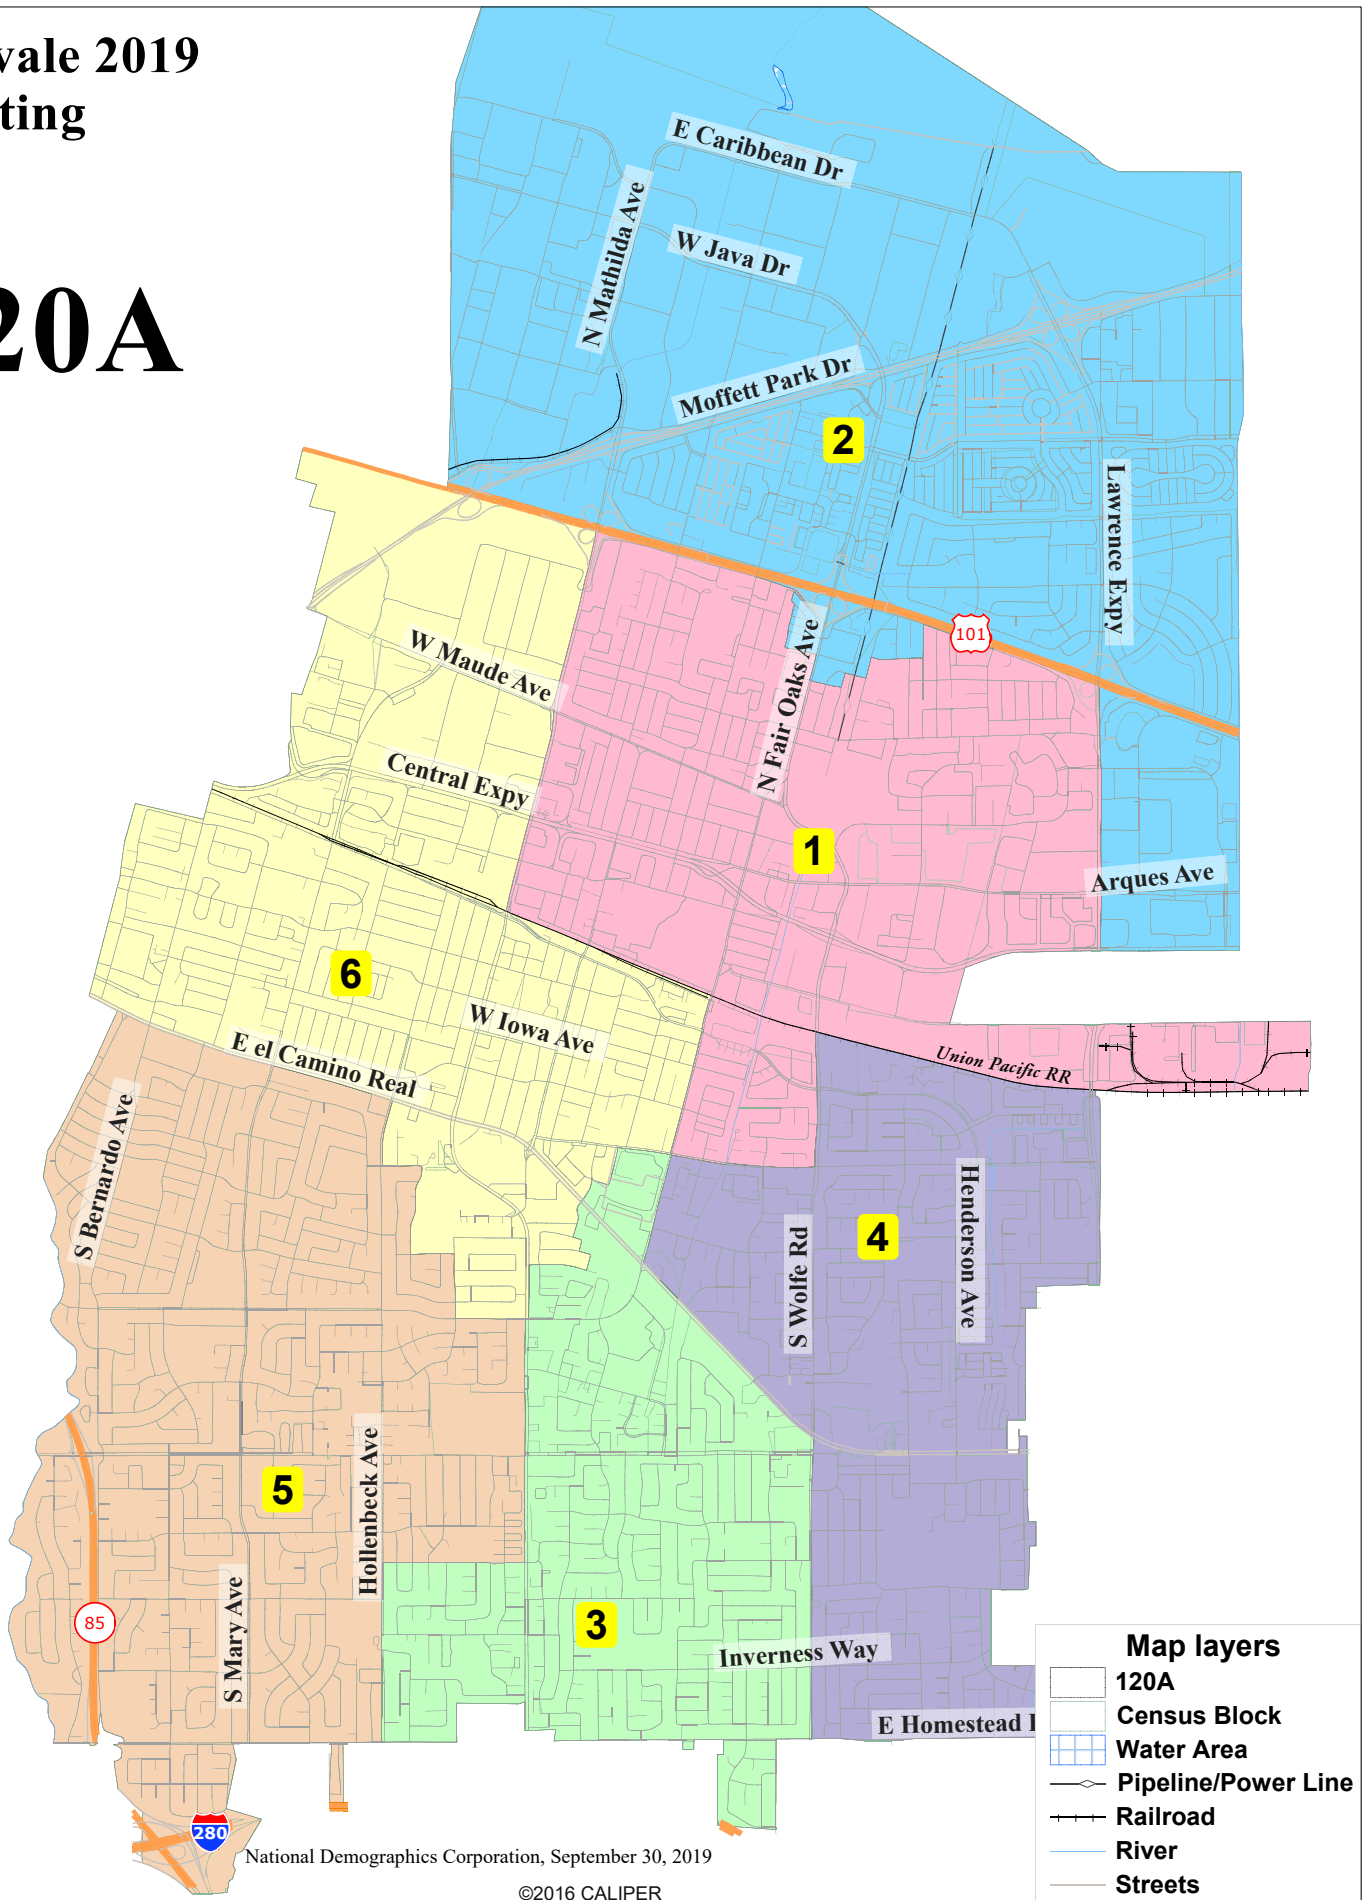 vale 2019
ting
20A
E Caribbean Dr
N Mathilda Ave
W Java Dr
Moffett Park Dr
2
Lawrence Expy
101
W Maude Ave
N Fair Oaks Ave
Central Expy
1
Arques Ave
6
W Iowa Ave
E el Camino Real
Union Pacific RR
S Bernardo Ave
Henderson Ave
S Wolfe Rd
4
Hollenbeck Ave
5
S Mary Ave
85
3
Inverness Way
E Homestead
280
Map layers
120A
Census Block
Water Area
Pipeline/Power Line
Railroad
River
Streets
National Demographics Corporation, September 30, 2019
©2016 CALIPER